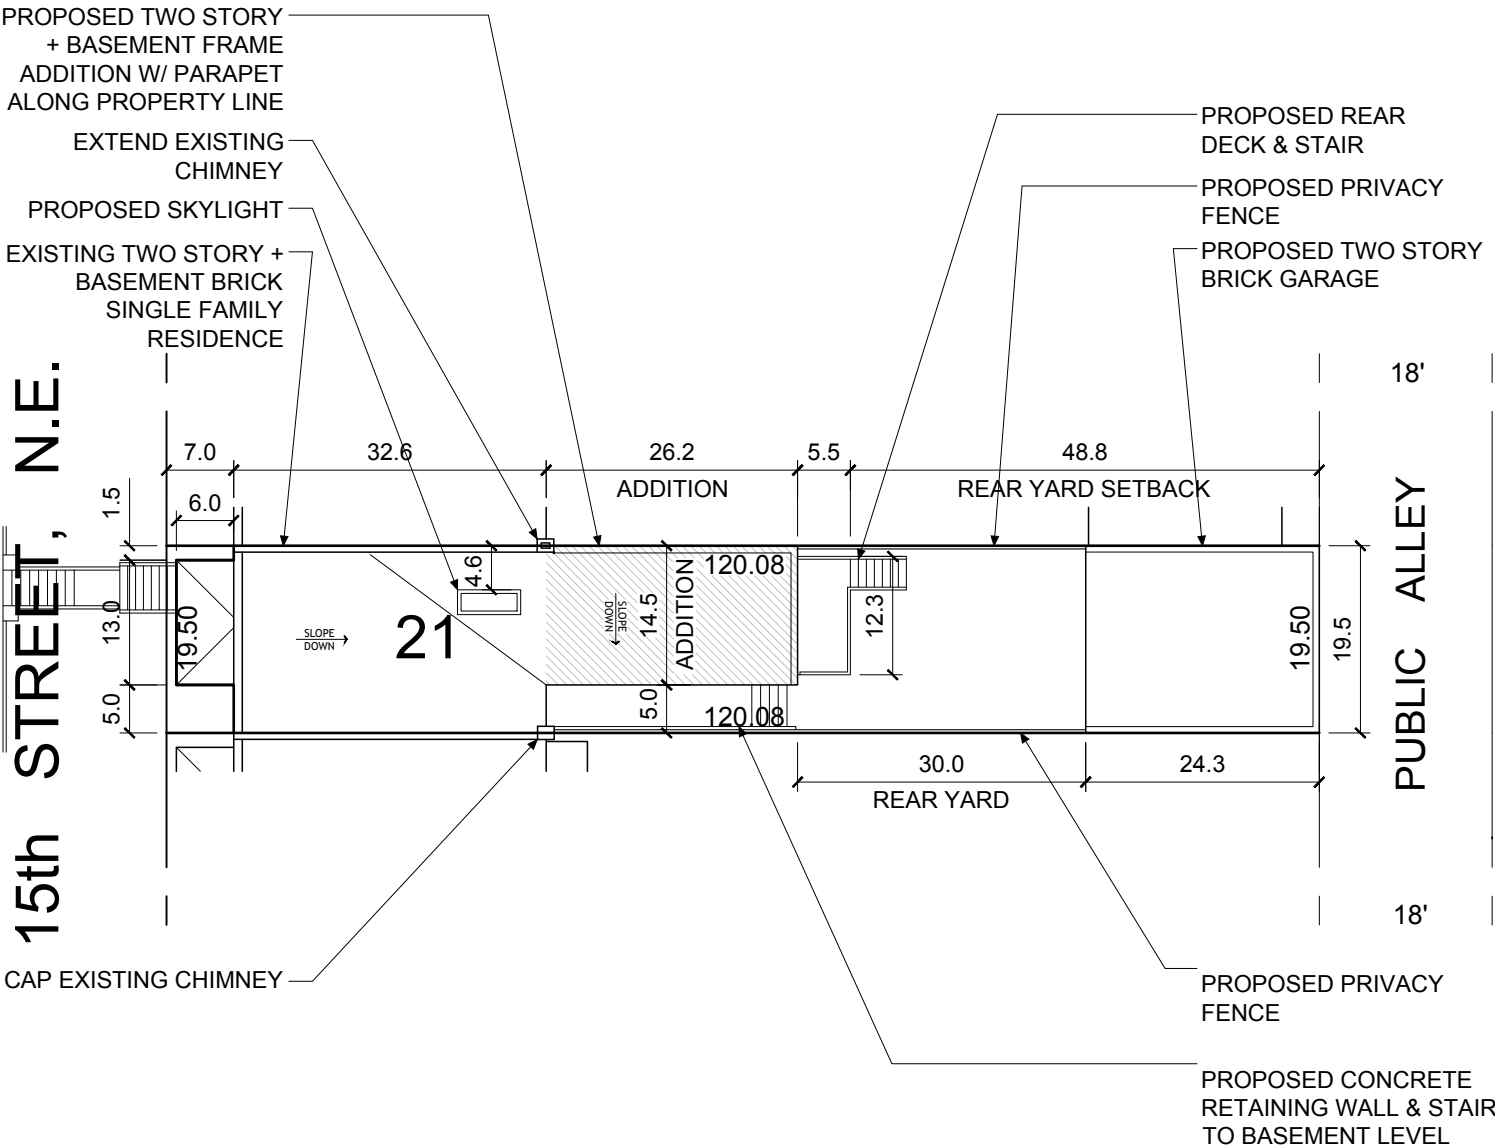 PROPOSED TWO STORY
+ BASEMENT FRAME
ADDITION W/ PARAPET
ALONG PROPERTY LINE
EXTEND EXISTING
CHIMNEY
PROPOSED SKYLIGHT
EXISTING TWO STORY +
BASEMENT BRICK
SINGLE FAMILY
RESIDENCE
PROPOSED REAR
DECK & STAIR
PROPOSED PRIVACY
FENCE
PROPOSED TWO STORY
BRICK GARAGE
15th STREET, N.E.
18'
7.0
32.6
26.2
5.5
48.8
ADDITION
REAR YARD SETBACK
1.5
6.0
4.6
120.08
13.0
19.50
SLOPE
DOWN
21
SLOPE
DOWN
14.5
ADDITION
12.3
19.50
19.5
PUBLIC ALLEY
5.0
5.0
120.08
30.0
24.3
REAR YARD
18'
CAP EXISTING CHIMNEY
PROPOSED PRIVACY
FENCE
PROPOSED CONCRETE
RETAINING WALL & STAIR
TO BASEMENT LEVEL